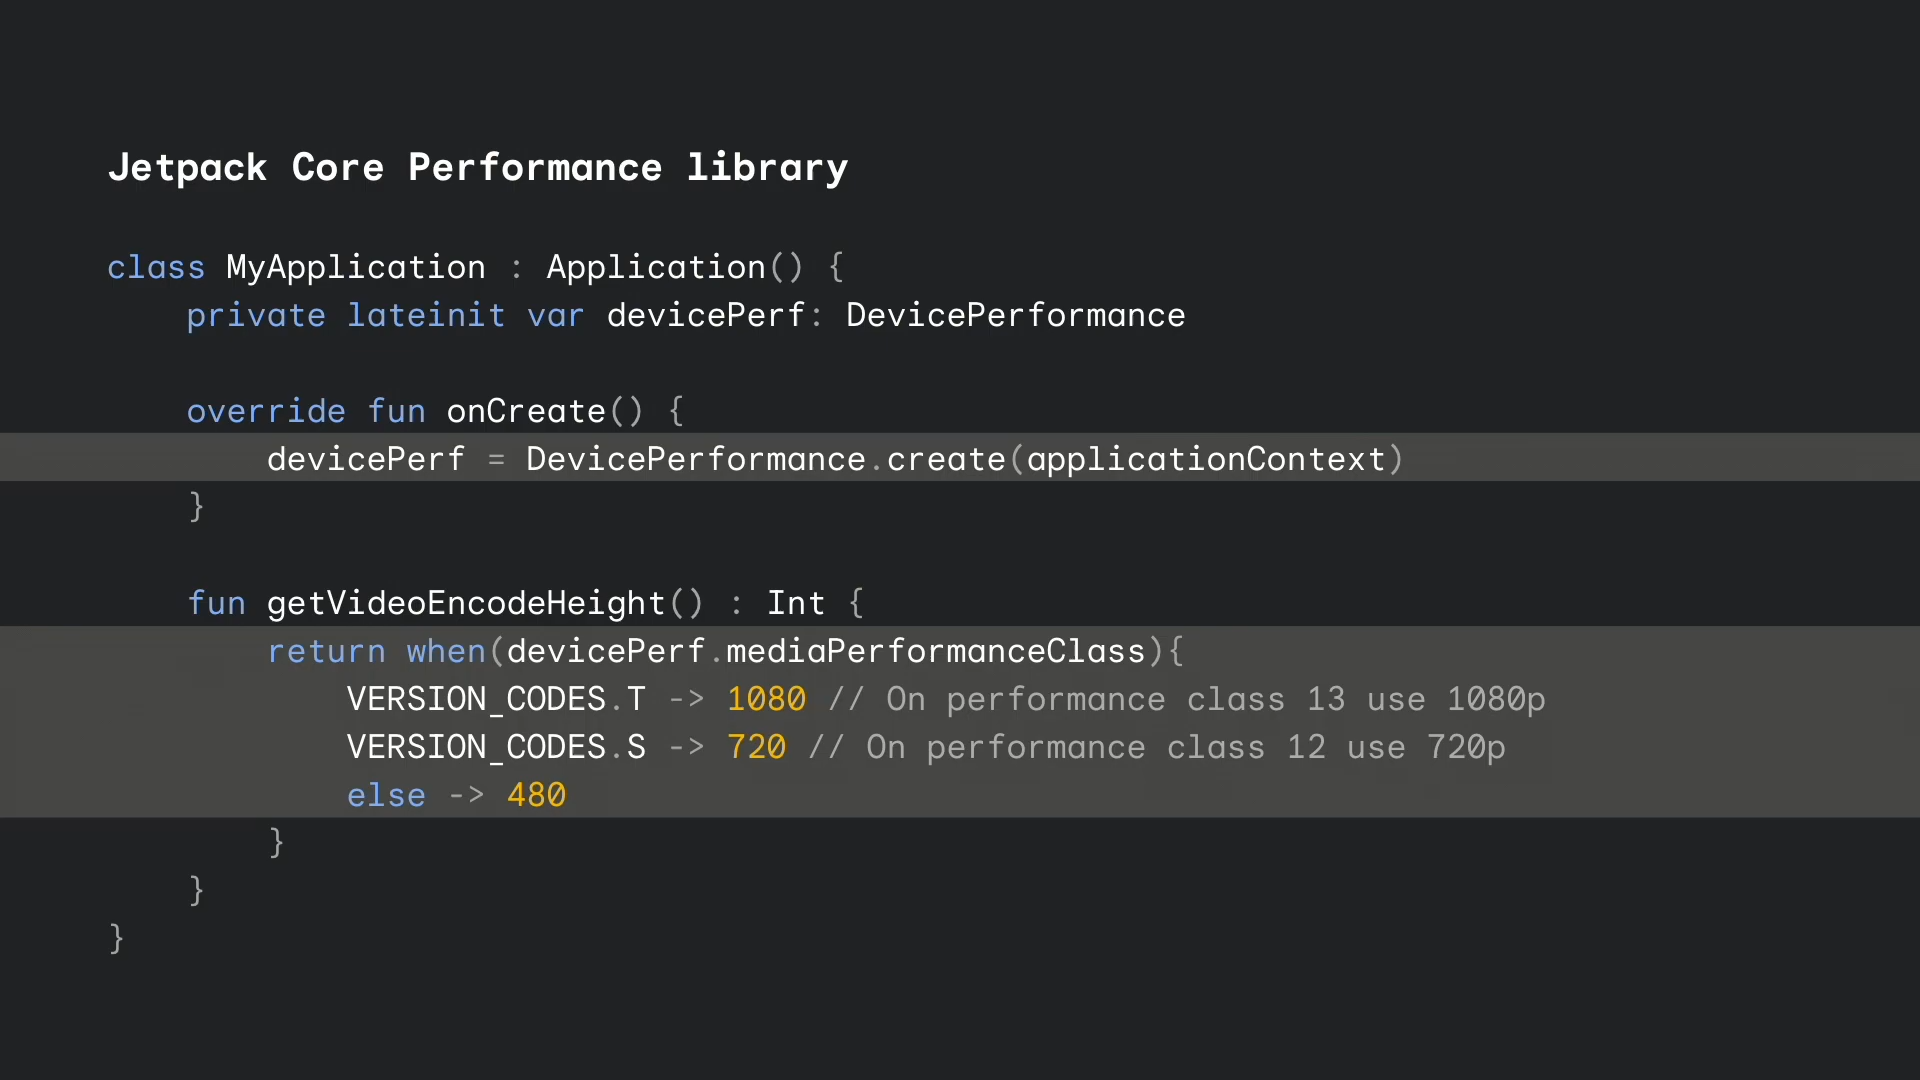 Jetpack Core Performance library
class MyApplication : Application() {
private lateinit var devicePerf: DevicePerformance
override fun onCreate() {
devicePerf = DevicePerformance.create(applicationContext)
}
fun getVideoEncodeHeight() : Int {
return when(devicePerf.mediaPerformanceClass){
VERSION_CODES.T -> 1080 // On performance class 13 use 1080p
VERSION_CODES.S -> 720 // On performance class 12 use 720p
else -> 480
}
}
}